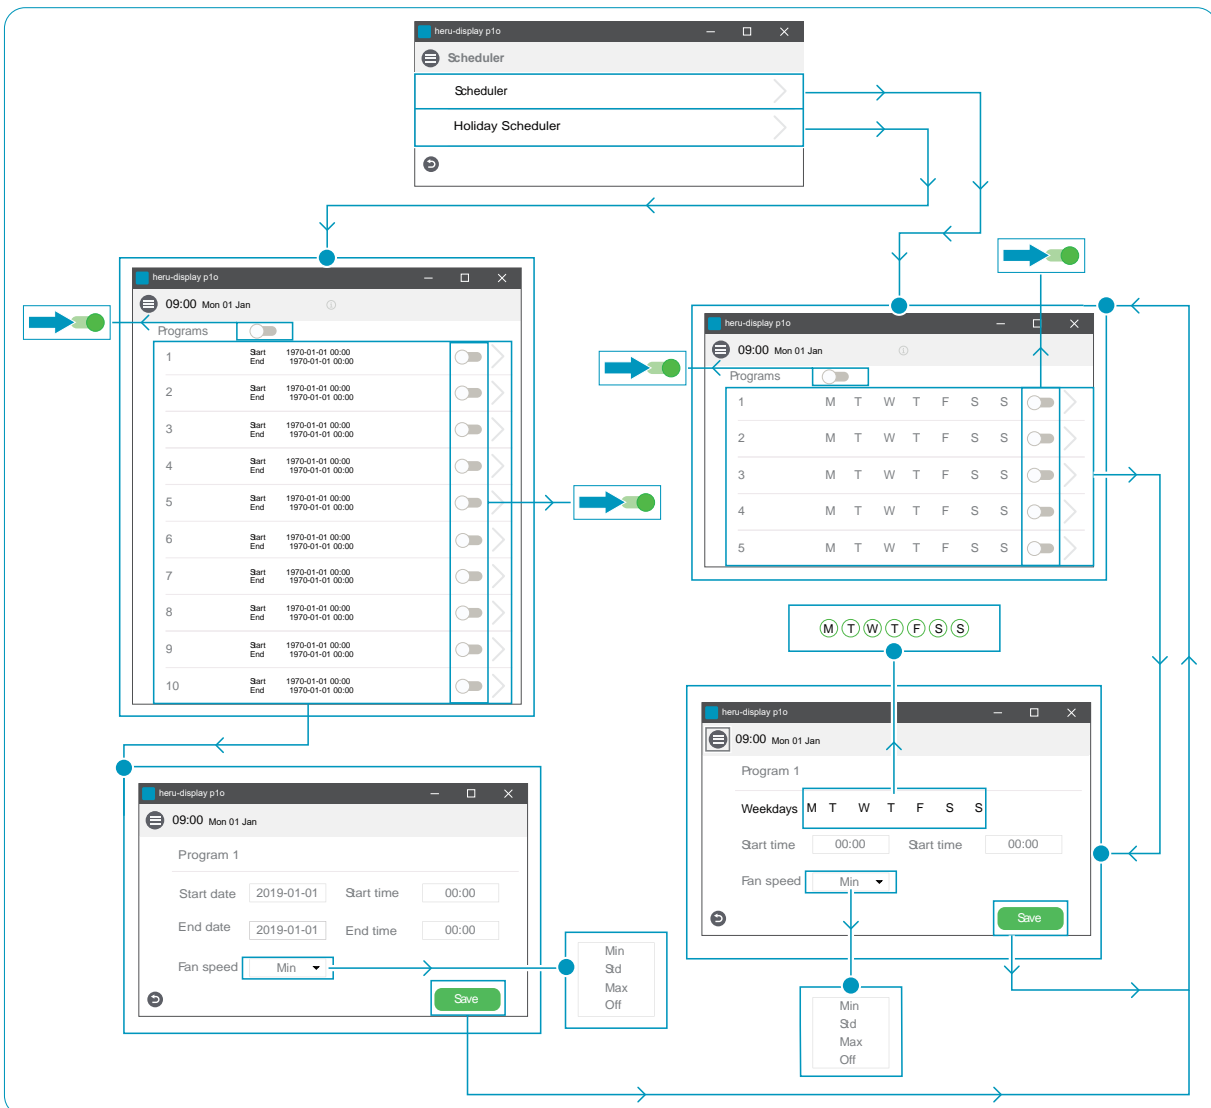 heru-display p1o
Scheduler
Scheduler
Holiday Scheduler
heru-display p1o
09:00 Mon 01 Jan
Programs
1 Start 1970-01-01 00:00
End 1970-01-01 00:00
2 Start 1970-01-01 00:00
End 1970-01-01 00:00
3 Start 1970-01-01 00:00
End 1970-01-01 00:00
4 Start 1970-01-01 00:00
End 1970-01-01 00:00
5 Start 1970-01-01 00:00
End 1970-01-01 00:00
6 Start 1970-01-01 00:00
End 1970-01-01 00:00
7 Start 1970-01-01 00:00
End 1970-01-01 00:00
8 Start 1970-01-01 00:00
End 1970-01-01 00:00
9 Start 1970-01-01 00:00
End 1970-01-01 00:00
10 Start 1970-01-01 00:00
End 1970-01-01 00:00
heru-display p1o
09:00 Mon 01 Jan
Programs
1 M T W T F S S
2 M T W T F S S
3 M T W T F S S
4 M T W T F S S
5 M T W T F S S
M T W T F S S
heru-display p1o
09:00 Mon 01 Jan
Program 1
Weekdays M T W T F S S
Start time 00:00 Start time 00:00
Fan speed Min
Save
Min
Std
Max
Off
heru-display p1o
09:00 Mon 01 Jan
Program 1
Start date 2019-01-01 Start time 00:00
End date 2019-01-01 End time 00:00
Fan speed Min
Save
Min
Std
Max
Off